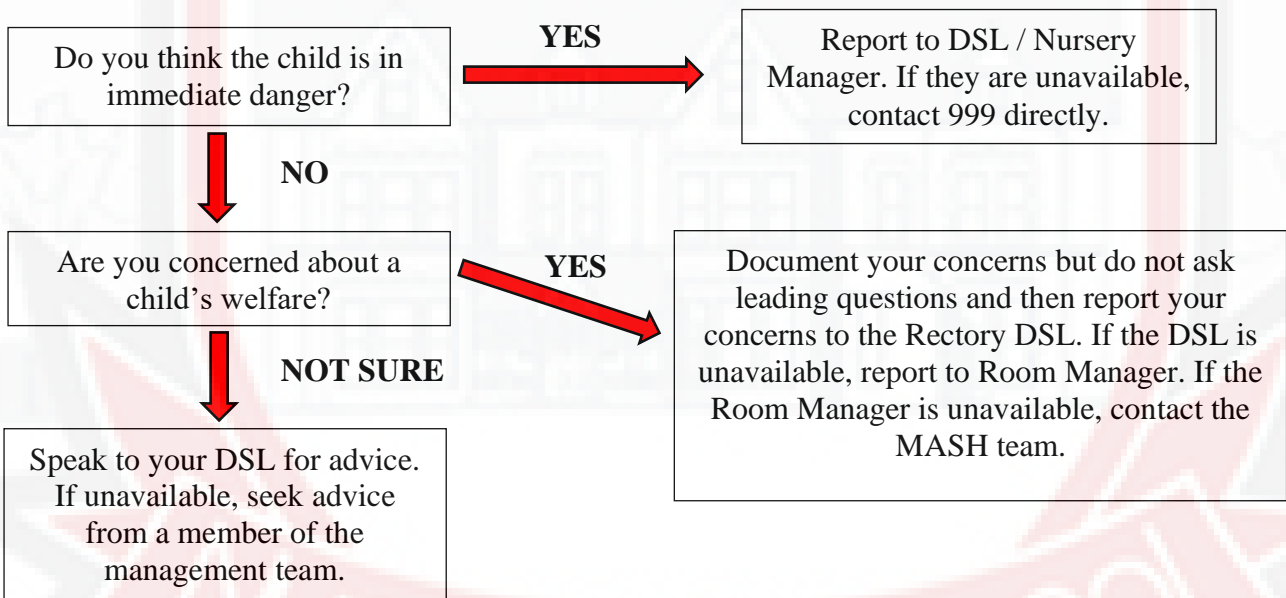 Do you think the child is in
immediate danger?
YES
Report to DSL / Nursery
Manager. If they are unavailable,
contact 999 directly.
NO
Are you concerned about a
child’s welfare?
YES
Document your concerns but do not ask
leading questions and then report your
concerns to the Rectory DSL. If the DSL is
unavailable, report to Room Manager. If the
Room Manager is unavailable, contact the
MASH team.
NOT SURE
Speak to your DSL for advice.
If unavailable, seek advice
from a member of the
management team.